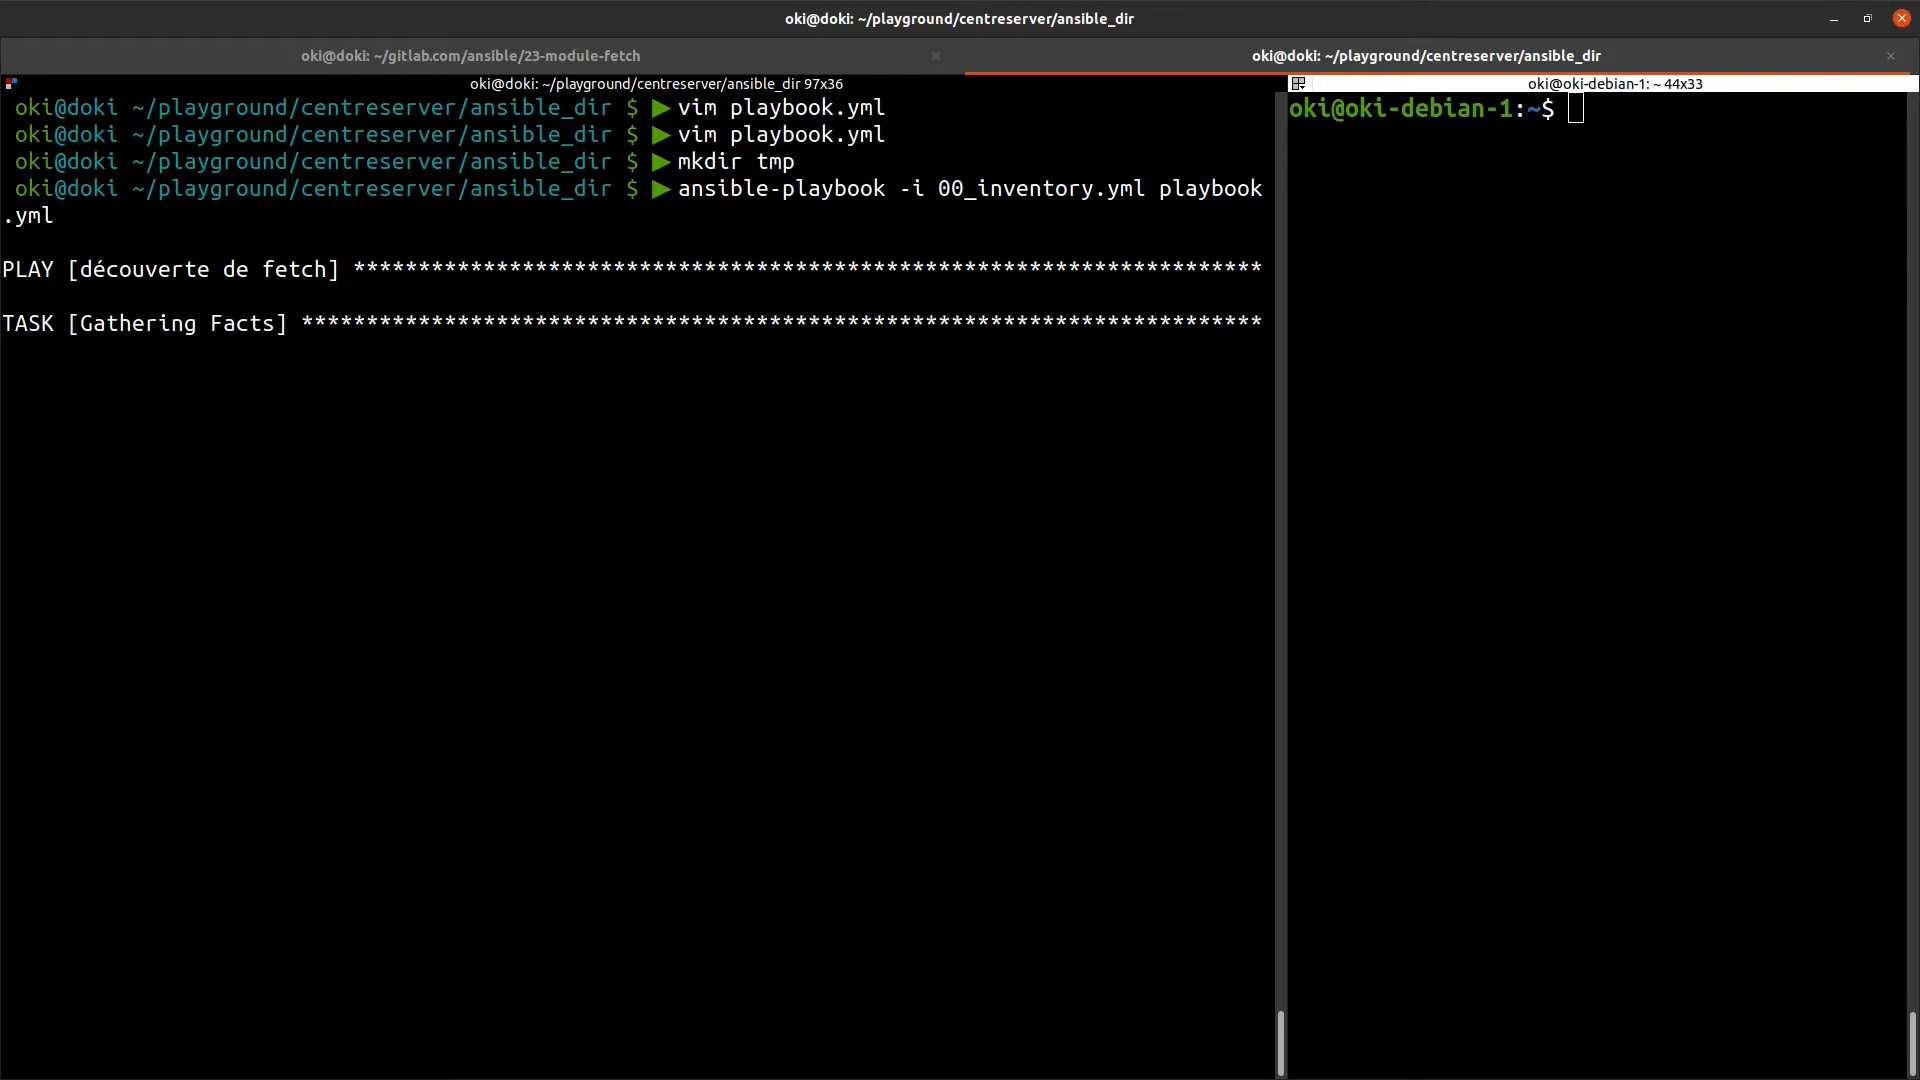 oki@doki: ~/playground/centreserver/ansible_dir
oki@doki: ~/gitlab.com/ansible/23-module-fetch
oki@doki: ~/playground/centreserver/ansible_dir
oki@doki: ~/playground/centreserver/ansible_dir 97x36
oki@doki ~/playground/centreserver/ansible_dir $ ▶ vim playbook.yml
oki@doki ~/playground/centreserver/ansible_dir $ ▶ vim playbook.yml
oki@doki ~/playground/centreserver/ansible_dir $ ▶ mkdir tmp
oki@doki ~/playground/centreserver/ansible_dir $ ▶ ansible-playbook -i 00_inventory.yml playbook
.yml
PLAY [découverte de fetch] **********************************************************************
TASK [Gathering Facts] **************************************************************************
oki@oki-debian-1: ~ 44x33
oki@oki-debian-1:~$